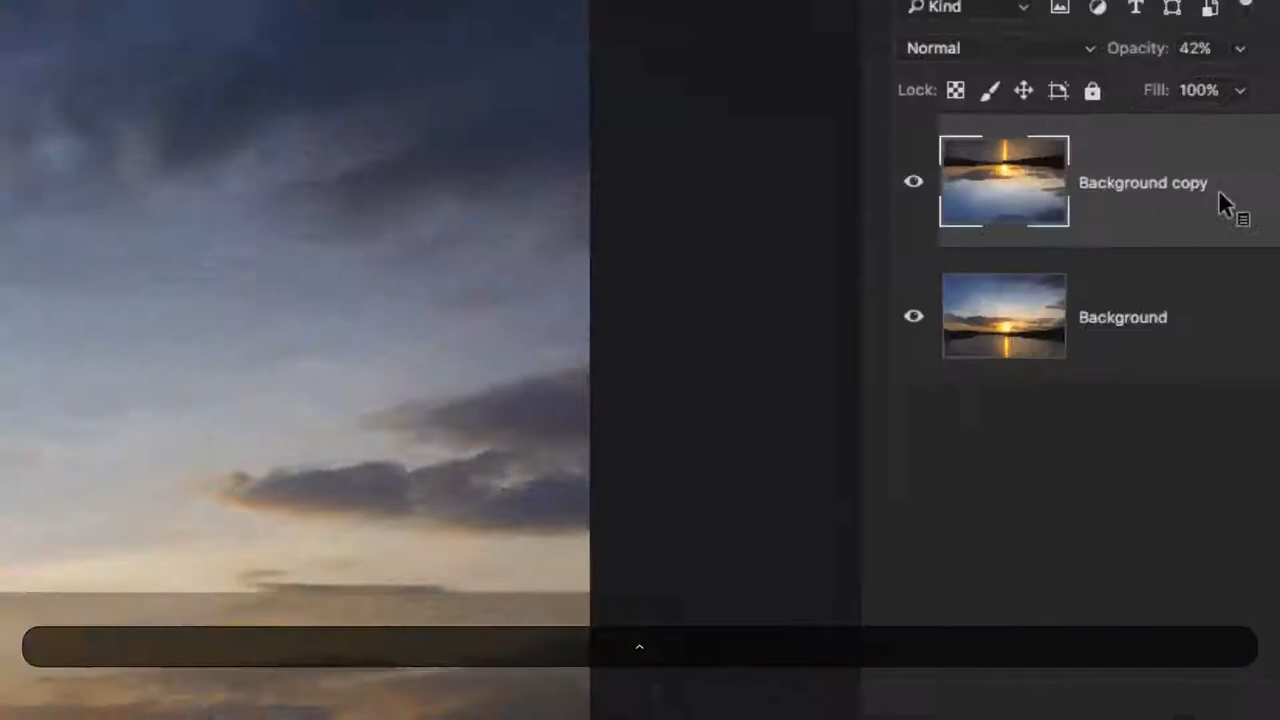 Kind
Normal Opacity: 42%
Lock: Fill: 100%
Background copy
Background